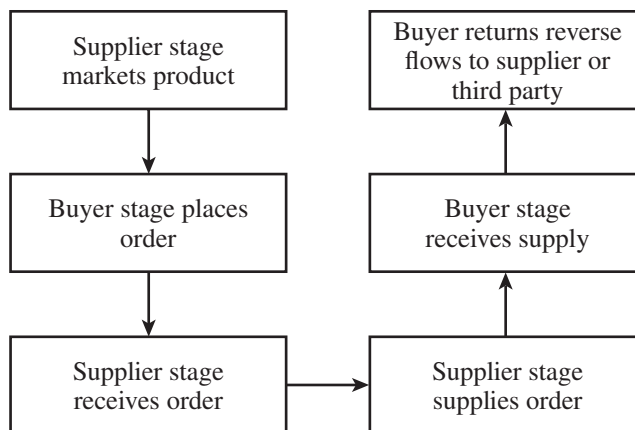 Supplier stage
markets product
Buyer stage places
order
Supplier stage
receives order
Supplier stage
supplies order
Buyer stage
receives supply
Buyer returns reverse
flows to supplier or
third party